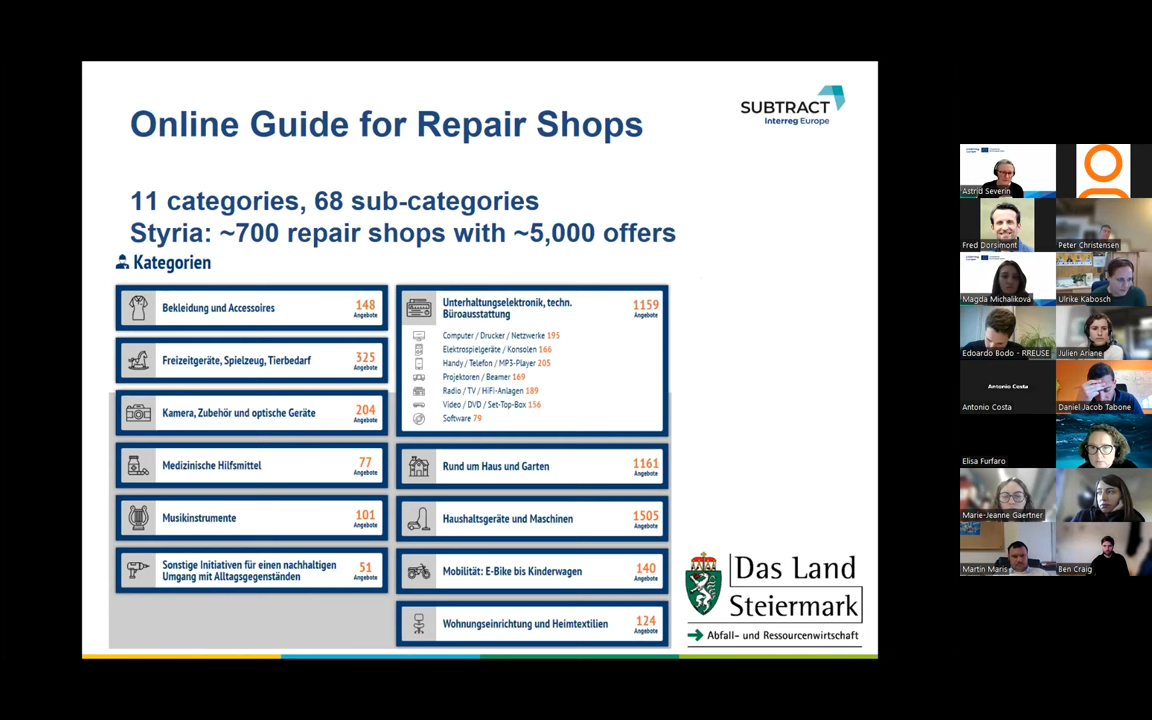 Online Guide for Repair Shops
SUBTRACT
Interreg Europe
11 categories, 68 sub-categories
Styria: ~700 repair shops with ~5,000 offers
Kategorien
Bekleidung und Accessoires
148
Angebote
Freizeitgeräte, Spielzeug, Tierbedarf
325
Angebote
Kamera, Zubehör und optische Geräte
204
Angebote
Medizinische Hilfsmittel
77
Angebote
Musikinstrumente
101
Angebote
Sonstige Initiativen für einen nachhaltigen
Umgang mit Alltagsgegenständen
51
Angebote
Unterhaltungselektronik, techn.
Büroausstattung
1159
Angebote
Computer / Drucker / Netzwerke 195
Elektrospielgeräte / Konsolen 166
Handy / Telefon / MP3-Player 205
Projektoren / Beamer 169
Radio / TV / HiFi-Anlagen 189
Video / DVD / Set-Top-Box 156
Software 79
Rund um Haus und Garten
1161
Angebote
Haushaltsgeräte und Maschinen
1505
Angebote
Mobilität: E-Bike bis Kinderwagen
140
Angebote
Wohnungseinrichtung und Heimtextilien
124
Angebote
Das Land
Steiermark
Abfall- und Ressourcenwirtschaft
Astrid Severin
Fred Dorsimont
Peter Christensen
Magda Michaliková
Ulrike Kabosch
Edoardo Bodo - RREUSE
Julien Ariane
Antonio Costa
Antonio Costa
Daniel Jacob Tabone
Elisa Furfaro
Marie-Jeanne Gaertner
Martin Maris
Ben Craig